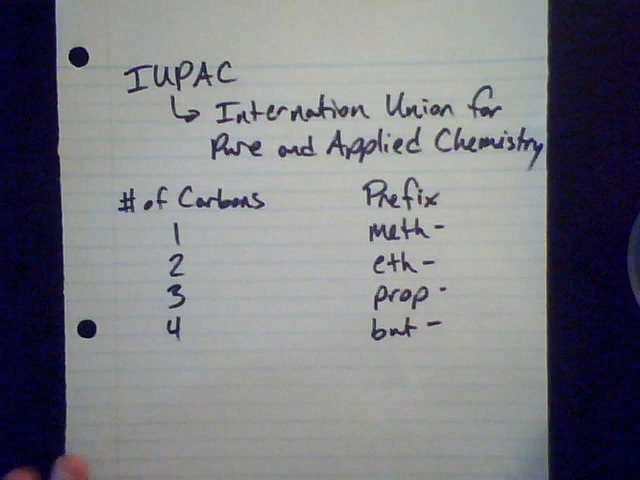 IUPAC
↳ Internation Union for
Pure and Applied Chemistry
# of Carbons Prefix
1 meth-
2 eth-
3 prop-
4 but-